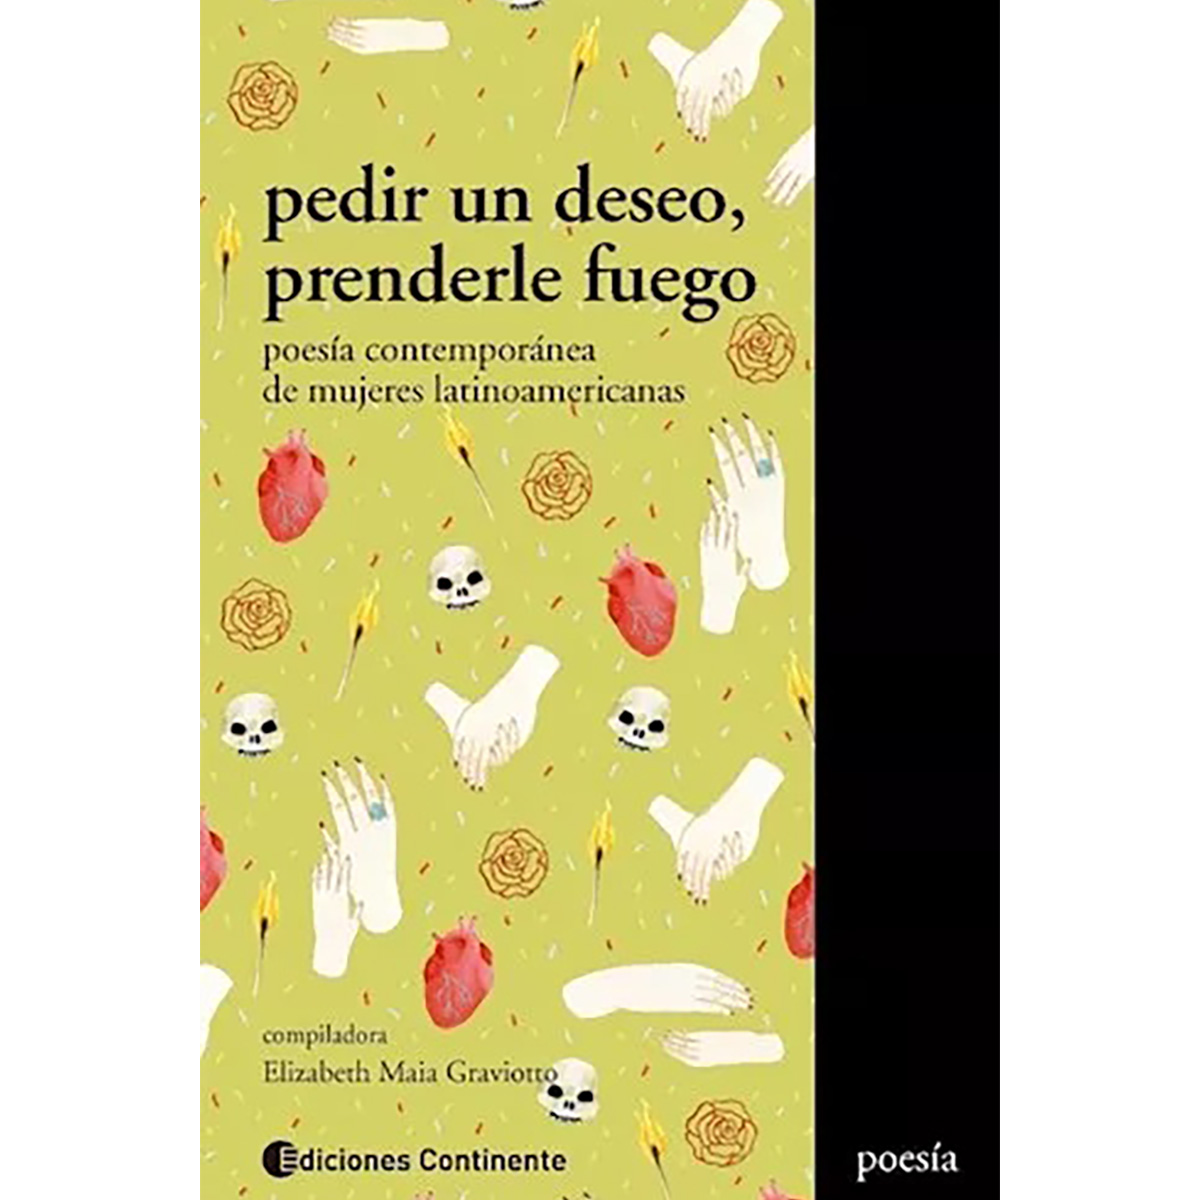 pedir un deseo,
prenderle fuego
poesía contemporánea
de mujeres latinoamericanas
compiladora
Elizabeth Maia Graviotto
Ediciones Continente
poesía